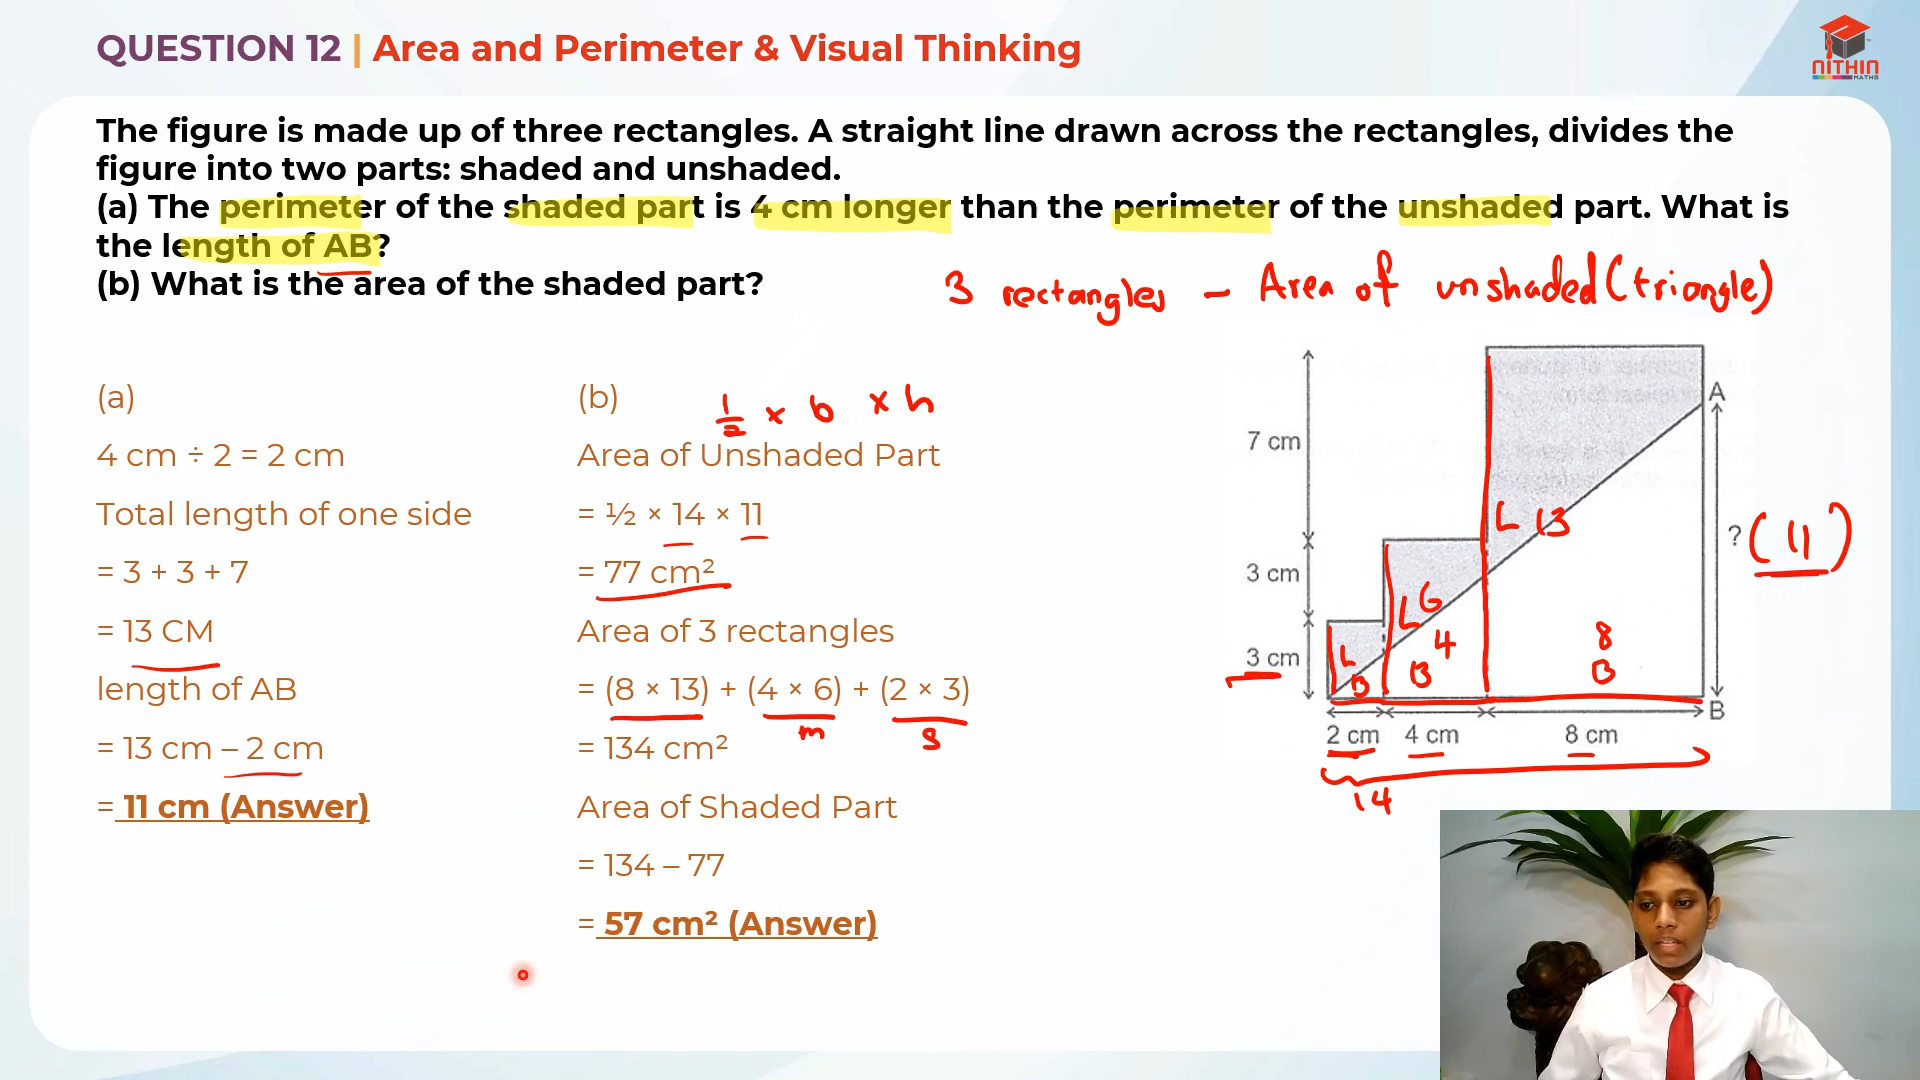 QUESTION 12 | Area and Perimeter & Visual Thinking
NITHIN
MATHS
The figure is made up of three rectangles. A straight line drawn across the rectangles, divides the
figure into two parts: shaded and unshaded.
(a) The perimeter of the shaded part is 4 cm longer than the perimeter of the unshaded part. What is
the length of AB?
(b) What is the area of the shaded part?
3 rectangles - Area of unshaded (triangle)
(a)
4 cm ÷ 2 = 2 cm
Total length of one side
= 3 + 3 + 7
= 13 CM
length of AB
= 13 cm – 2 cm
= 11 cm (Answer)
(b)
½ × b × h
Area of Unshaded Part
= ½ × 14 × 11
= 77 cm²
Area of 3 rectangles
= (8 × 13) + (4 × 6) + (2 × 3)
m
s
= 134 cm²
Area of Shaded Part
= 134 – 77
= 57 cm² (Answer)
A
7 cm
L 13
? (11)
3 cm
L 6
4
8
3 cm
L
B
B
B
B
2 cm 4 cm 8 cm
14